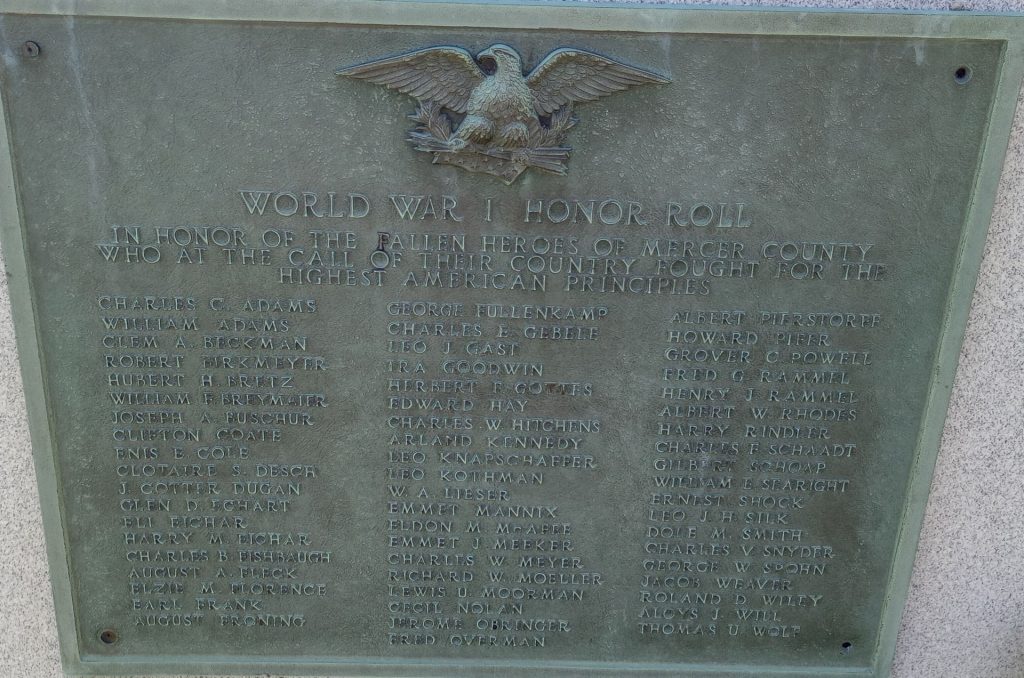 WORLD WAR I HONOR ROLL
IN HONOR OF THE FALLEN HEROES OF MERCER COUNTY
WHO AT THE CALL OF THEIR COUNTRY FOUGHT FOR THE
HIGHEST AMERICAN PRINCIPLES
CHARLES C. ADAMS
WILLIAM ADAMS
CLEM A. BECKMAN
ROBERT BIRKMEYER
HUBERT H. BRETZ
WILLIAM F. BREYMAIER
JOSEPH A. BUSCHUR
CLIFTON COATE
ENIS E. COLE
CLOTAIRE S. DESCH
J. COTTER DUGAN
GLEN D. ECHART
ELI EICHAR
HARRY M. EICHAR
CHARLES B. FISHBAUGH
AUGUST A. FLECK
ELZIE M. FLORENCE
EARL FRANK
AUGUST FRONING
GEORGE FULLENKAMP
CHARLES E. GEBELE
LEO J. GAST
IRA GOODWIN
HERBERT F. GOTTES
EDWARD HAY
CHARLES W. HITCHENS
ARLAND KENNEDY
LEO KNAPSCHAFFER
LEO KOTHMAN
W. A. LIESER
EMMET MANNIX
ELDON M. McAFEE
EMMET J. MEEKER
CHARLES W. MEYER
RICHARD W. MOELLER
LEWIS U. MOORMAN
CECIL NOLAN
JEROME OBRINGER
FRED OVERMAN
ALBERT PIERSTORFF
HOWARD PIFER
GROVER C. POWELL
FRED G. RAMMEL
HENRY J. RAMMEL
ALBERT W. RHODES
HARRY RINDLER
CHARLES F. SCHAADT
GILBERT SCHOAP
WILLIAM E. SEARIGHT
ERNEST SHOCK
LEO J. H. SILK
DOLE M. SMITH
CHARLES V. SNYDER
GEORGE W. SPOHN
JACOB WEAVER
ROLAND D. WILEY
ALOYS J. WILL
THOMAS U. WOLF